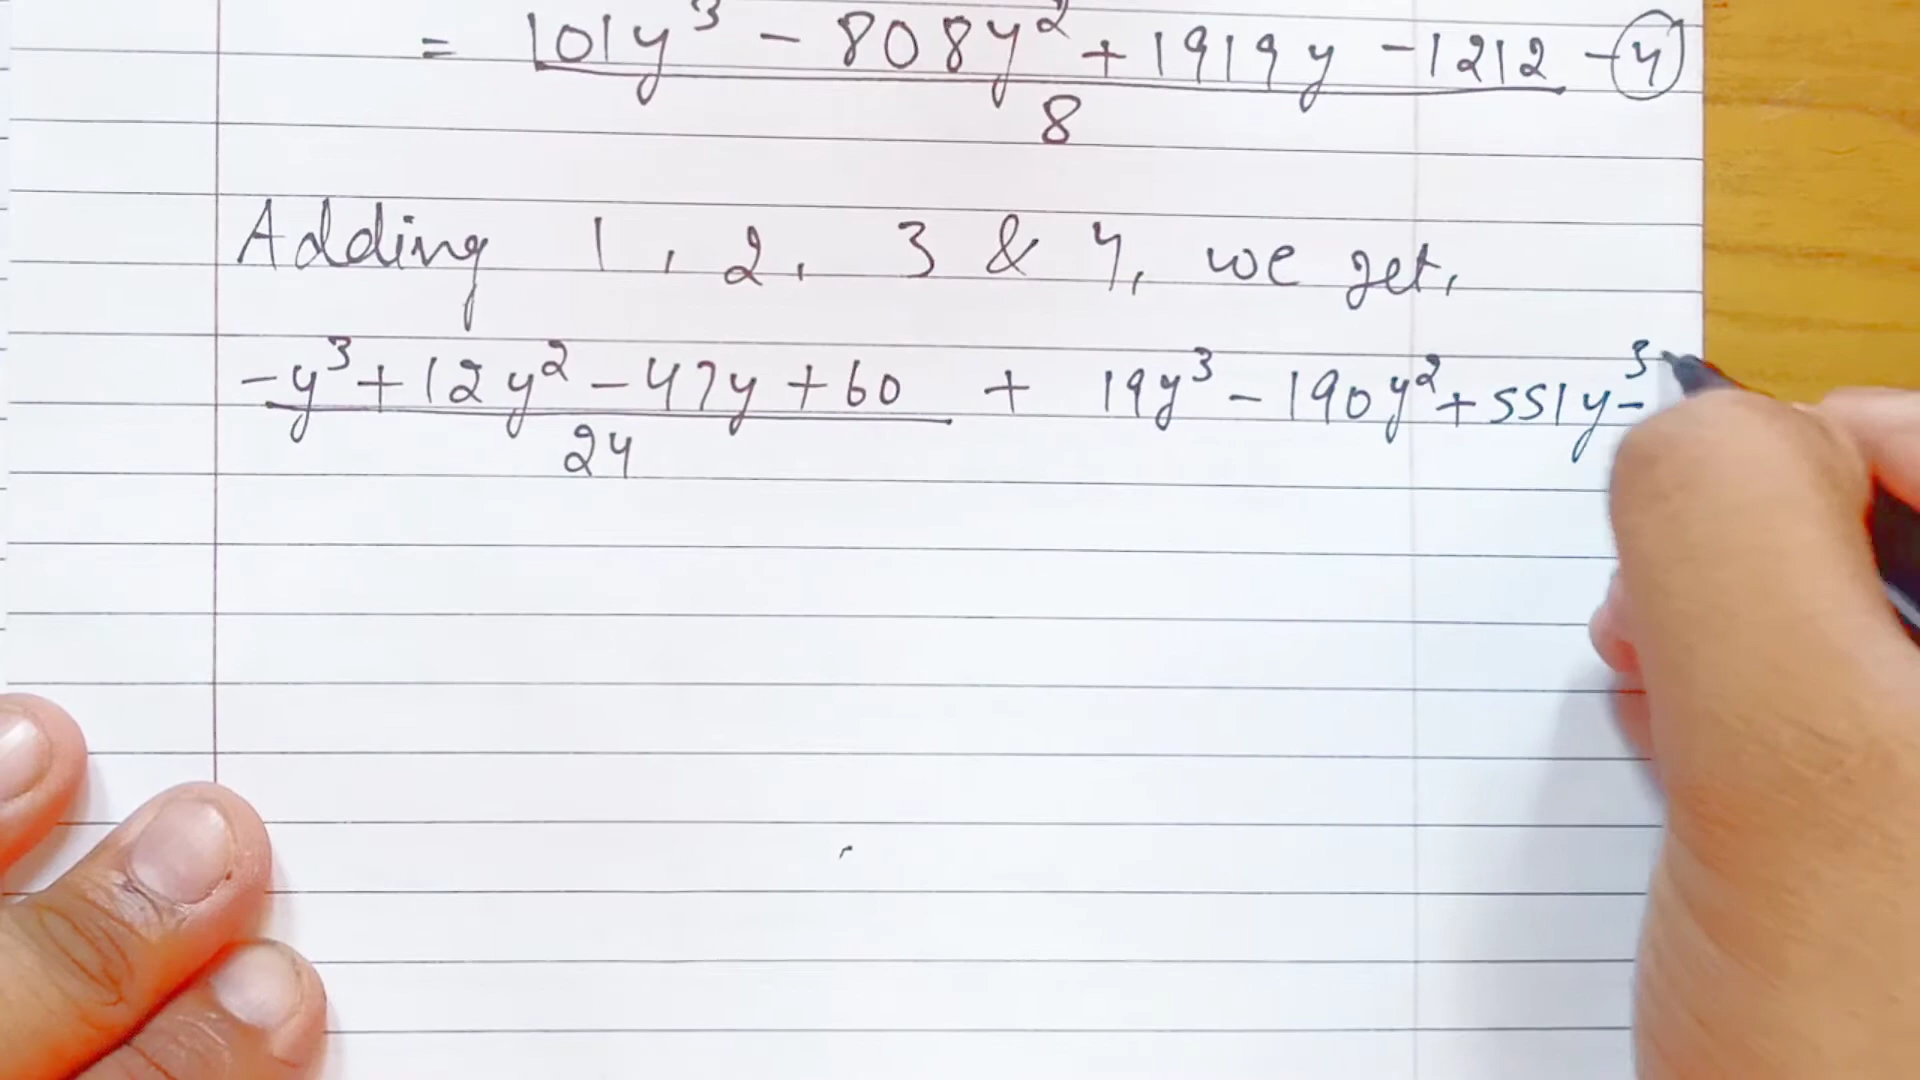 = 101y³ - 808y² + 1919y - 1212 - 4
8
Adding 1, 2, 3 & 4, we get,
-y³ + 12y² - 47y + 60 + 19y³ - 190y² + 551y - 3
24